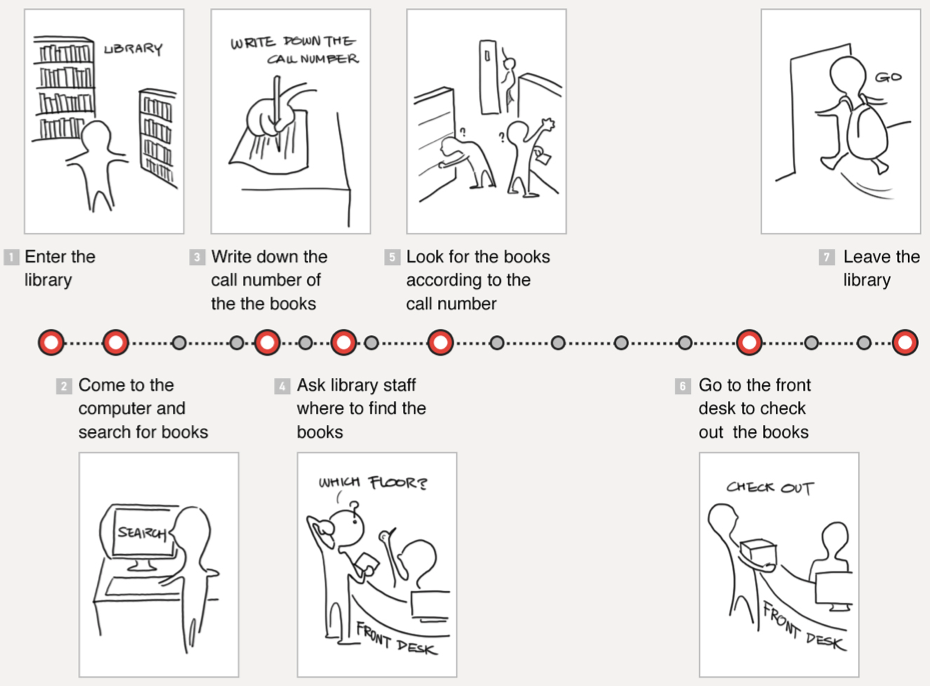 LIBRARY
WRITE DOWN THE
CALL NUMBER
GO
1 Enter the
library
3 Write down the
call number of
the the books
5 Look for the books
according to the
call number
7 Leave the
library
2 Come to the
computer and
search for books
4 Ask library staff
where to find the
books
6 Go to the front
desk to check
out the books
SEARCH
WHICH FLOOR?
?
FRONT DESK
CHECK OUT
FRONT DESK
? ?